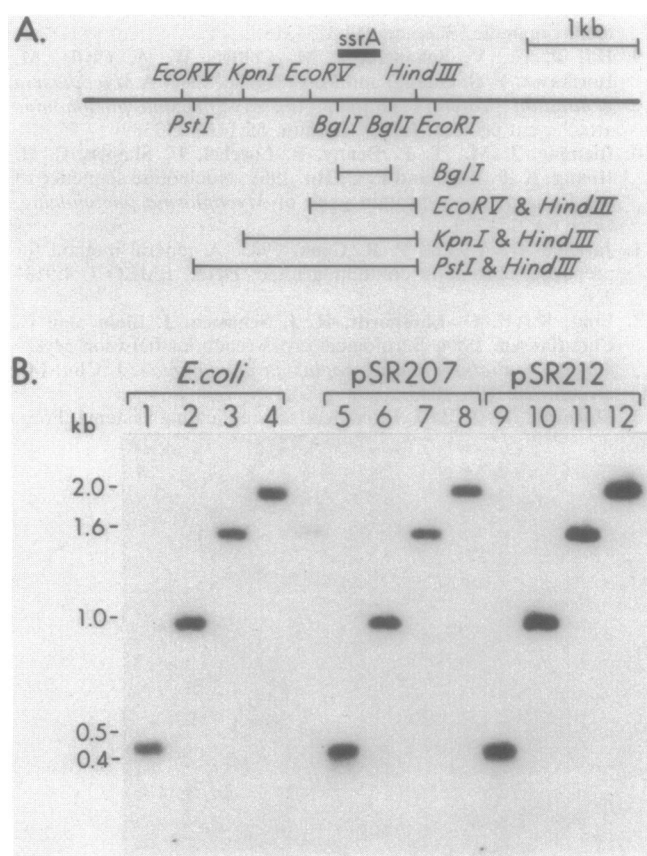 A.
1kb
ssrA
EcoRV KpnI EcoRV HindIII
PstI BglI BglI EcoRI
BglI
EcoRV & HindIII
KpnI & HindIII
PstI & HindIII
B.
E.coli pSR207 pSR212
kb 1 2 3 4 5 6 7 8 9 10 11 12
2.0-
1.6-
1.0-
0.5-
0.4-